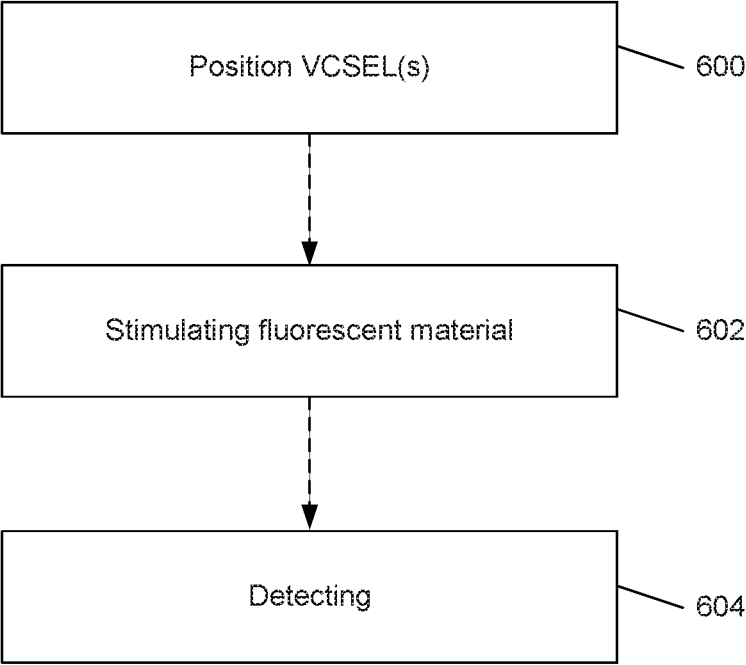 Position VCSEL(s)
600
Stimulating fluorescent material
602
Detecting
604